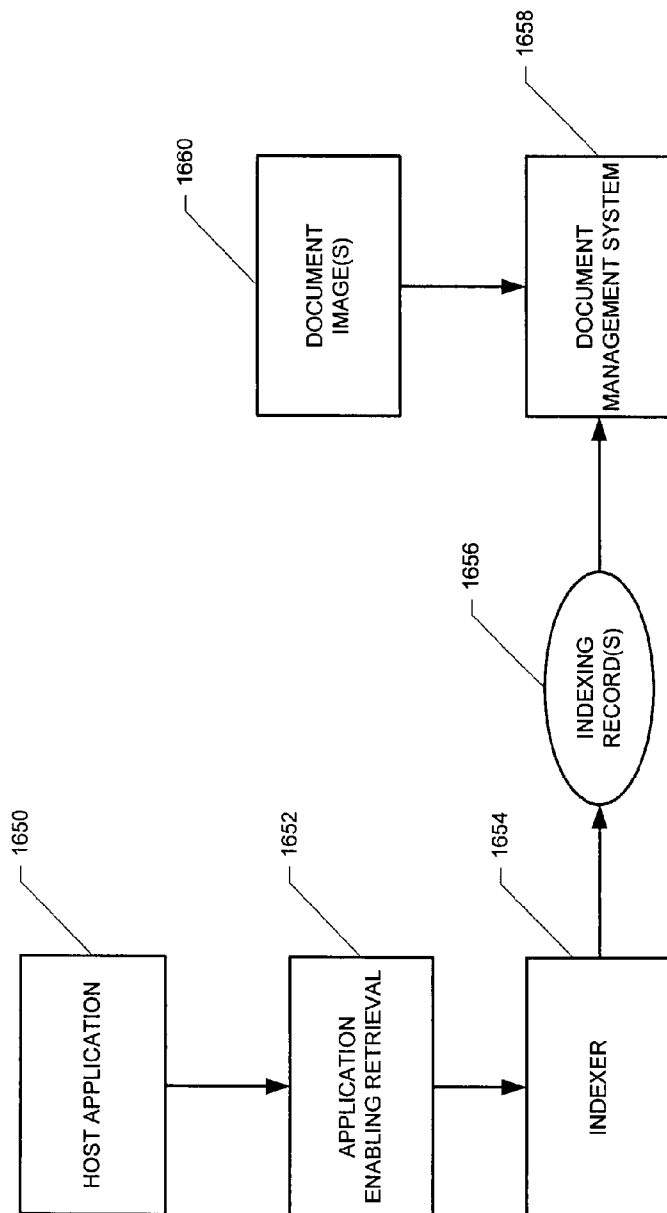 1650
HOST APPLICATION
1652
APPLICATION
ENABLING RETRIEVAL
1654
INDEXER
1656
INDEXING
RECORD(S)
1660
DOCUMENT
IMAGE(S)
1658
DOCUMENT
MANAGEMENT SYSTEM